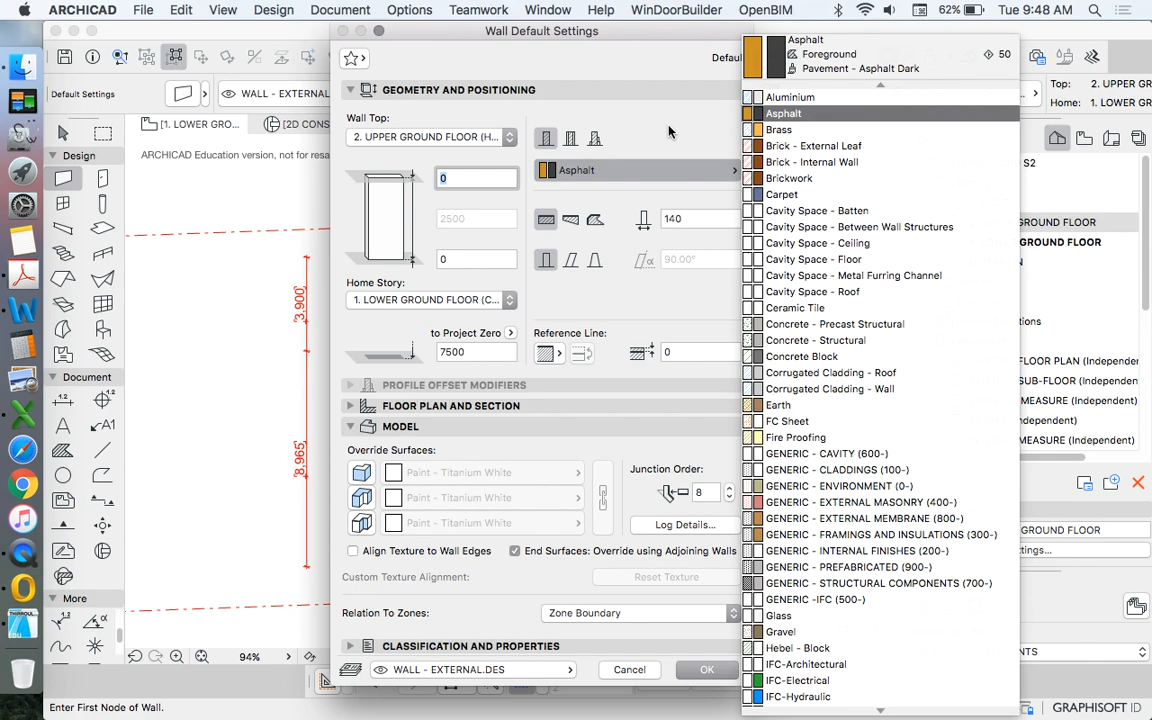 ARCHICAD File Edit View Design Document Options Teamwork Window Help WinDoorBuilder OpenBIM 62% Tue 9:48 AM
Wall Default Settings
Defaul
Default Settings
WALL - EXTERNAL
[1. LOWER GRO...
[2D CONS
ARCHICAD Education version, not for resa
Design
Document
More
3,900
8,965
94%
Enter First Node of Wall.
GEOMETRY AND POSITIONING
Wall Top:
2. UPPER GROUND FLOOR (H...
0
2500
0
Home Story:
1. LOWER GROUND FLOOR (C...
to Project Zero
7500
Asphalt
140
90.00°
Reference Line:
0
PROFILE OFFSET MODIFIERS
FLOOR PLAN AND SECTION
MODEL
Override Surfaces:
Paint - Titanium White
Paint - Titanium White
Paint - Titanium White
Junction Order:
8
Log Details...
Align Texture to Wall Edges
End Surfaces: Override using Adjoining Walls
Custom Texture Alignment:
Reset Texture
Relation To Zones:
Zone Boundary
CLASSIFICATION AND PROPERTIES
WALL - EXTERNAL.DES
Cancel
OK
Asphalt
Foreground
50
Pavement - Asphalt Dark
Aluminium
Asphalt
Brass
Brick - External Leaf
Brick - Internal Wall
Brickwork
Carpet
Cavity Space - Batten
Cavity Space - Between Wall Structures
Cavity Space - Ceiling
Cavity Space - Floor
Cavity Space - Metal Furring Channel
Cavity Space - Roof
Ceramic Tile
Concrete - Precast Structural
Concrete - Structural
Concrete Block
Corrugated Cladding - Roof
Corrugated Cladding - Wall
Earth
FC Sheet
Fire Proofing
GENERIC - CAVITY (600-)
GENERIC - CLADDINGS (100-)
GENERIC - ENVIRONMENT (0-)
GENERIC - EXTERNAL MASONRY (400-)
GENERIC - EXTERNAL MEMBRANE (800-)
GENERIC - FRAMINGS AND INSULATIONS (300-)
GENERIC - INTERNAL FINISHES (200-)
GENERIC - PREFABRICATED (900-)
GENERIC - STRUCTURAL COMPONENTS (700-)
GENERIC -IFC (500-)
Glass
Gravel
Hebel - Block
IFC-Architectural
IFC-Electrical
IFC-Hydraulic
Top: 2. UPPER G
Home: 1. LOWER G
S2
GROUND FLOOR
GROUND FLOOR
FLOOR PLAN (Independen
SUB-FLOOR (Independen
MEASURE (Independent)
MEASURE (Independen
GROUND FLOOR
GRAPHISOFT ID